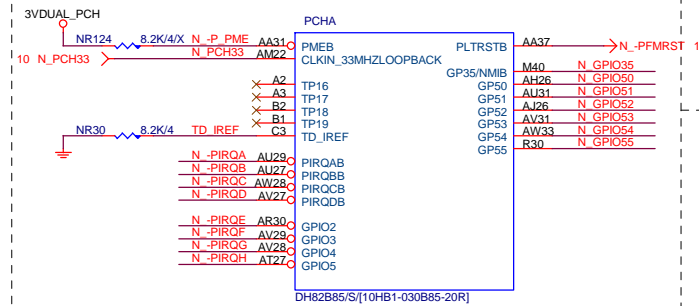 3VDUAL_PCH
PCHA
NR124 8.2K/4/X N_-P_PME AA31 PMEB PLTRSTB AA37 N_-PFMRST 1
10 N_PCH33 N_PCH33 AM22 CLKIN_33MHZLOOPBACK
GP35/NMIB M40 N_GPIO35
A2 TP16 GP50 AH26 N_GPIO50
A3 TP17 GP51 AU31 N_GPIO51
B2 TP18 GP52 AJ26 N_GPIO52
B1 TP19 GP53 AV31 N_GPIO53
NR30 8.2K/4 TD_IREF C3 TD_IREF GP54 AW33 N_GPIO54
GP55 R30 N_GPIO55
N_-PIRQA AU29 PIRQAB
N_-PIRQB AU27 PIRQBB
N_-PIRQC AW28 PIRQCB
N_-PIRQD AV27 PIRQDB
N_-PIRQE AR30 GPIO2
N_-PIRQF AV29 GPIO3
N_-PIRQG AV28 GPIO4
N_-PIRQH AT27 GPIO5
DH82B85/S/[10HB1-030B85-20R]